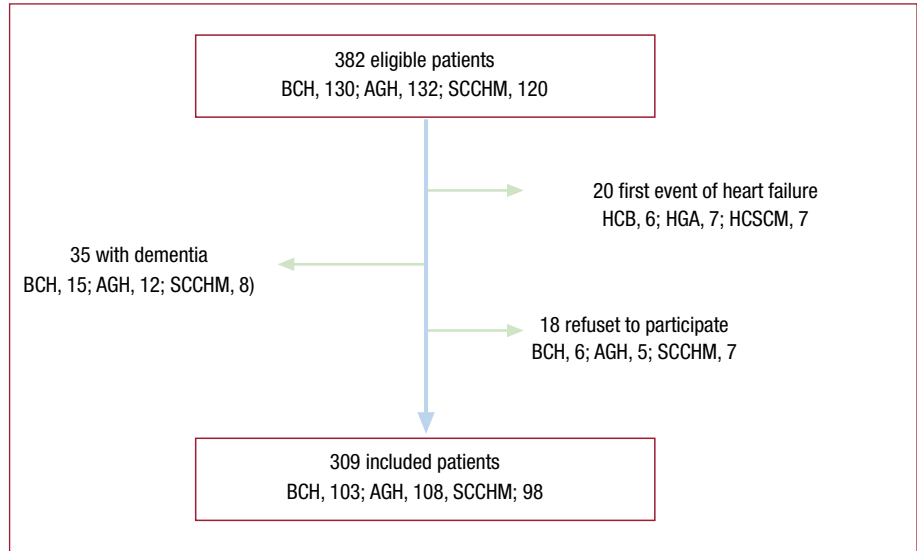 382 eligible patients
BCH, 130; AGH, 132; SCCHM, 120
20 first event of heart failure
HCB, 6; HGA, 7; HCSCM, 7
35 with dementia
BCH, 15; AGH, 12; SCCHM, 8)
18 refuset to participate
BCH, 6; AGH, 5; SCCHM, 7
309 included patients
BCH, 103; AGH, 108, SCCHM; 98